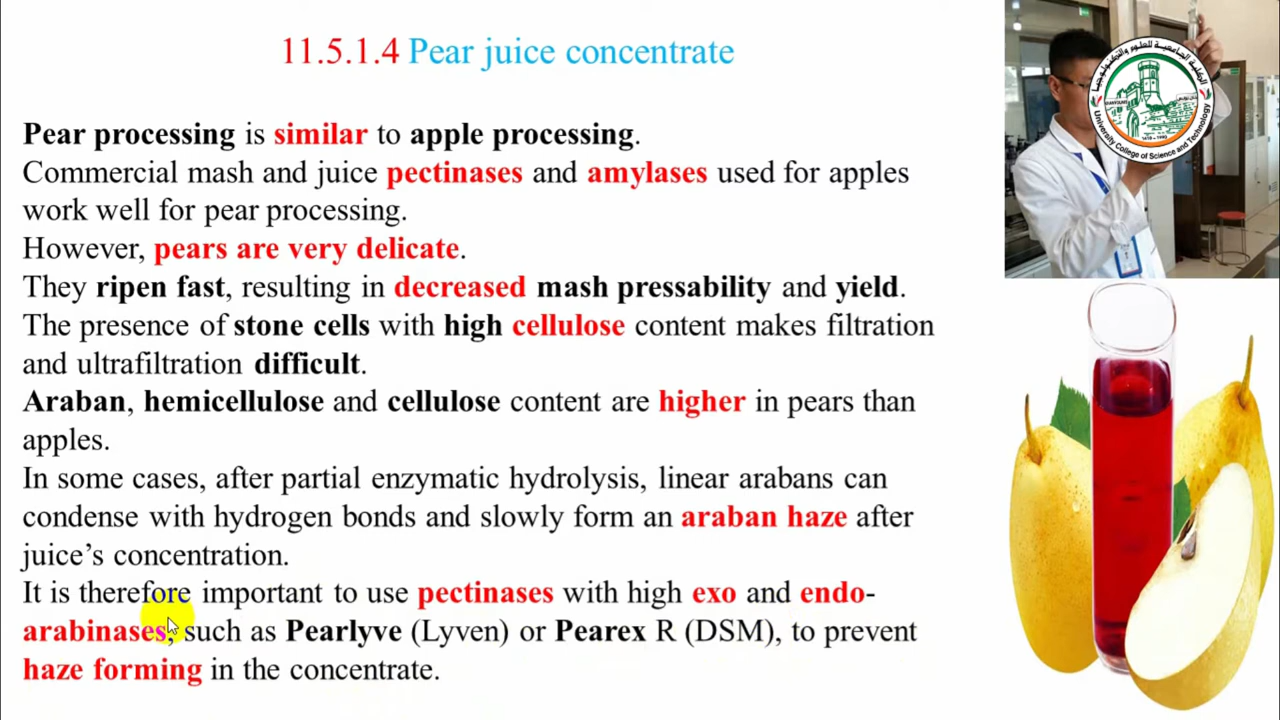 11.5.1.4 Pear juice concentrate
Pear processing is similar to apple processing.
Commercial mash and juice pectinases and amylases used for apples
work well for pear processing.
However, pears are very delicate.
They ripen fast, resulting in decreased mash pressability and yield.
The presence of stone cells with high cellulose content makes filtration
and ultrafiltration difficult.
Araban, hemicellulose and cellulose content are higher in pears than
apples.
In some cases, after partial enzymatic hydrolysis, linear arabans can
condense with hydrogen bonds and slowly form an araban haze after
juice’s concentration.
It is therefore important to use pectinases with high exo and endo-
arabinases, such as Pearlyve (Lyven) or Pearex R (DSM), to prevent
haze forming in the concentrate.
الكلية الجامعية للعلوم والتكنولوجيا
University College of Science and Technology